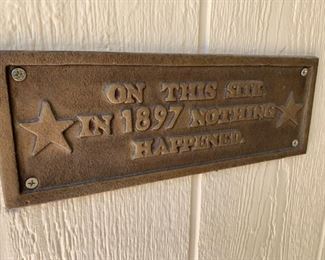 ON THIS SITE
IN 1897 NOTHING
HAPPENED.